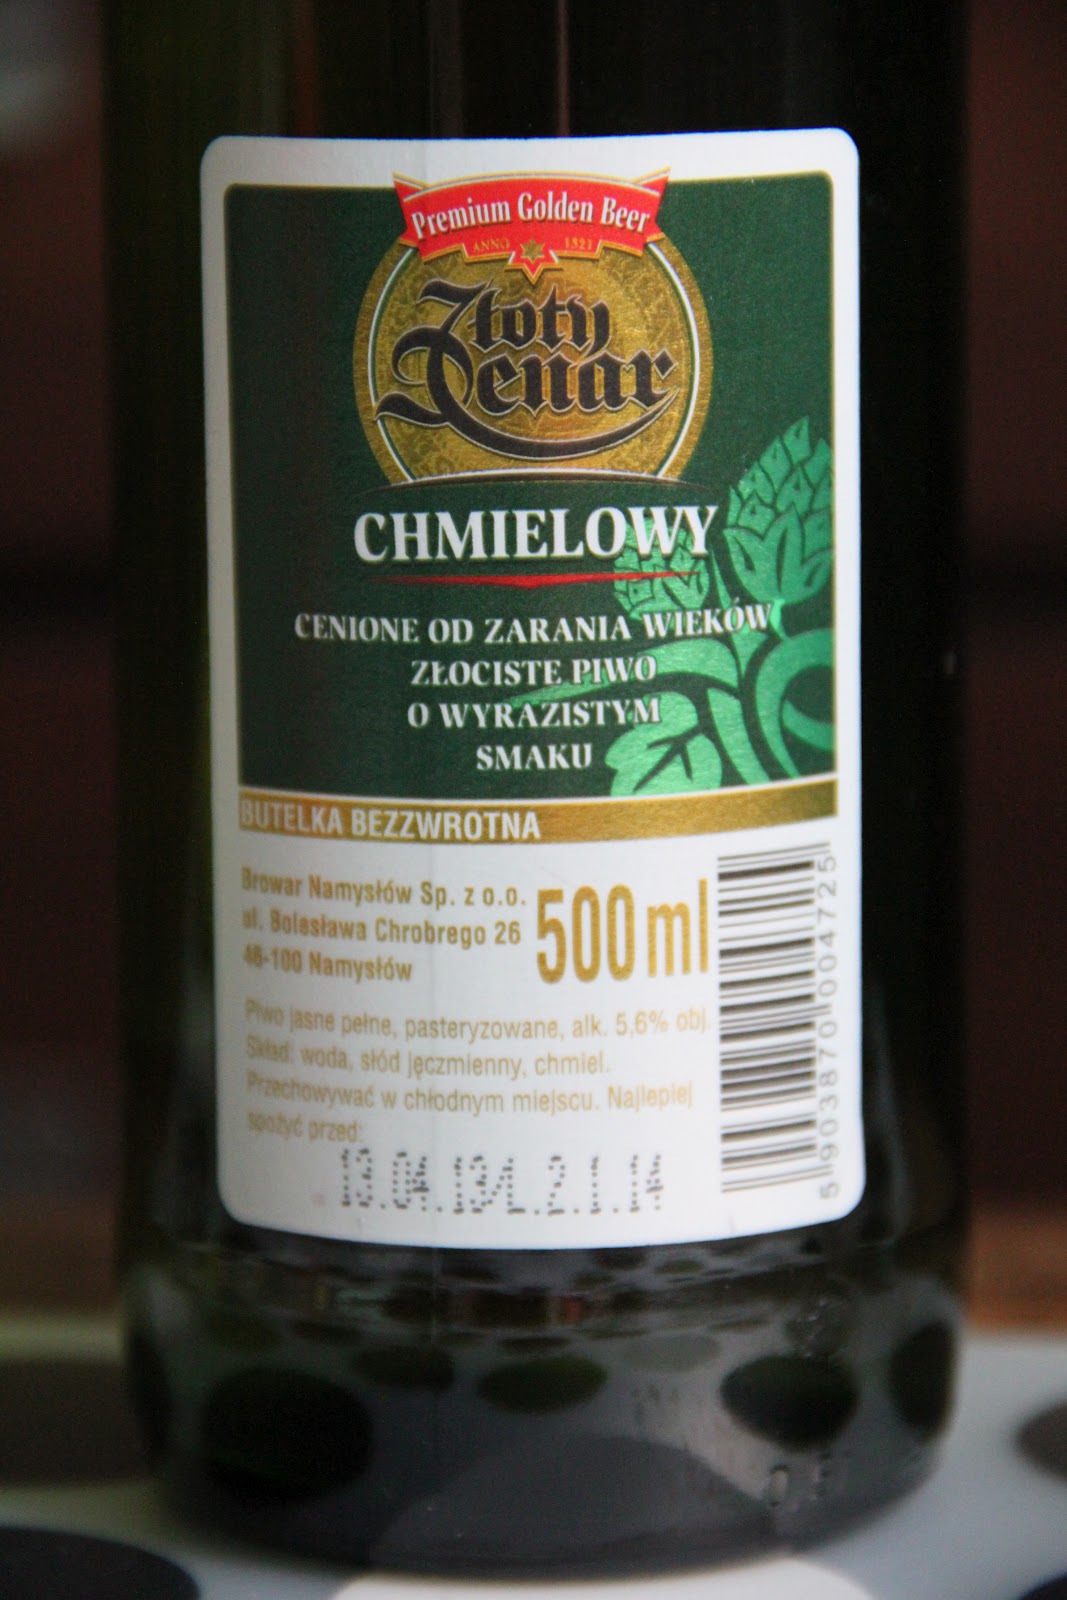 Premium Golden Beer
ANNO 1321
Złoty
Denar
CHMIELOWY
CENIONE OD ZARANIA WIEKÓW
ZŁOCISTE PIWO
O WYRAZISTYM
SMAKU
BUTELKA BEZZWROTNA
Browar Namysłów Sp. z o.o.
ul. Bolesława Chrobrego 26
46-100 Namysłów
500 ml
Piwo jasne pełne, pasteryzowane, alk. 5,6% obj.
Skład: woda, słód jęczmienny, chmiel.
Przechowywać w chłodnym miejscu. Najlepiej
spożyć przed:
5 903870 004725